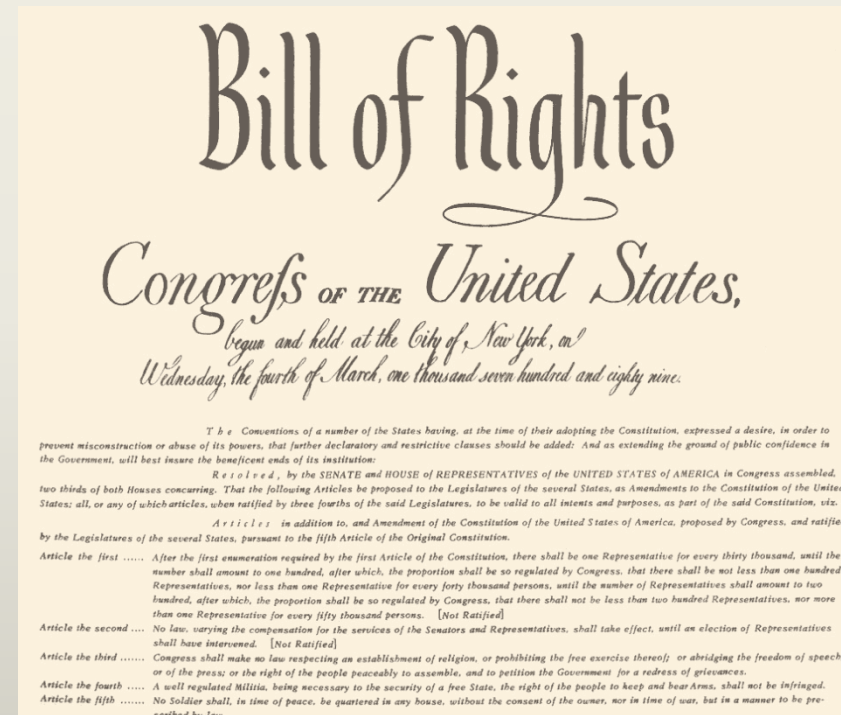 Bill of Rights
Congreſs OF THE United States,
begun and held at the City of New York, on
Wednesday, the fourth of March, one thousand seven hundred and eighty nine.
The Conventions of a number of the States having, at the time of their adopting the Constitution, expressed a desire, in order to
prevent misconstruction or abuse of its powers, that further declaratory and restrictive clauses should be added: And as extending the ground of public confidence in
the Government, will best insure the beneficent ends of its institution:
Resolved, by the SENATE and HOUSE of REPRESENTATIVES of the UNITED STATES of AMERICA in Congress assembled,
two thirds of both Houses concurring. That the following Articles be proposed to the Legislatures of the several States, as Amendments to the Constitution of the United
States; all, or any of which articles, when ratified by three fourths of the said Legislatures, to be valid to all intents and purposes, as part of the said Constitution, viz.
Articles in addition to, and Amendment of the Constitution of the United States of America, proposed by Congress, and ratifie
by the Legislatures of the several States, pursuant to the fifth Article of the Original Constitution.
Article the first ...... After the first enumeration required by the first Article of the Constitution, there shall be one Representative for every thirty thousand, until the
number shall amount to one hundred, after which, the proportion shall be so regulated by Congress, that there shall be not less than one hundred
Representatives, nor less than one Representative for every forty thousand persons, until the number of Representatives shall amount to two
hundred, after which, the proportion shall be so regulated by Congress, that there shall not be less than two hundred Representatives, nor more
than one Representative for every fifty thousand persons. [Not Ratified]
Article the second .... No law, varying the compensation for the services of the Senators and Representatives, shall take effect, until an election of Representatives
shall have intervened. [Not Ratified]
Article the third ....... Congress shall make no law respecting an establishment of religion, or prohibiting the free exercise thereof; or abridging the freedom of speech
or of the press; or the right of the people peaceably to assemble, and to petition the Government for a redress of grievances.
Article the fourth ..... A well regulated Militia, being necessary to the security of a free State, the right of the people to keep and bear Arms, shall not be infringed.
Article the fifth ....... No Soldier shall, in time of peace, be quartered in any house, without the consent of the owner, nor in time of war, but in a manner to be pre-
scribed by law.